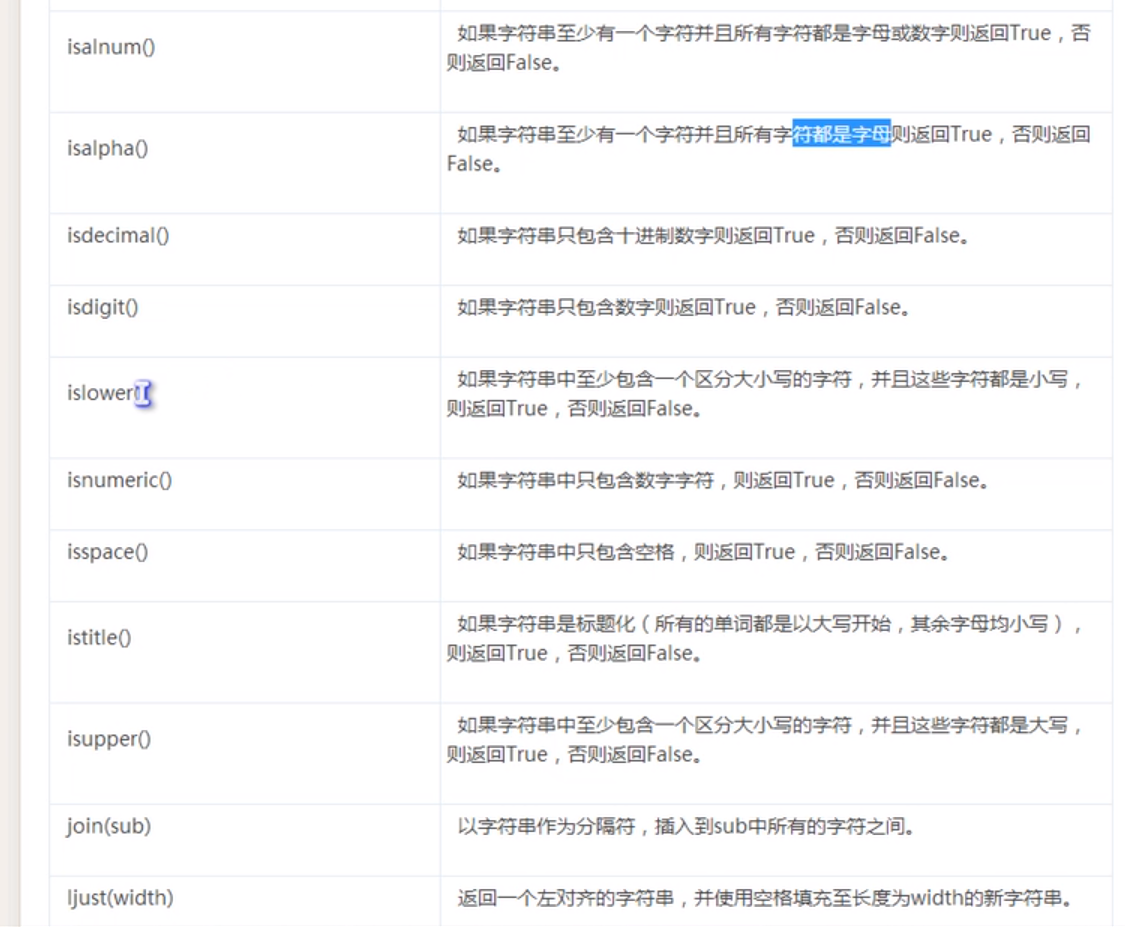 isalnum()
如果字符串至少有一个字符并且所有字符都是字母或数字则返回True，否
则返回False。
isalpha()
如果字符串至少有一个字符并且所有字符都是字母则返回True，否则返回
False。
isdecimal()
如果字符串只包含十进制数字则返回True，否则返回False。
isdigit()
如果字符串只包含数字则返回True，否则返回False。
islower
如果字符串中至少包含一个区分大小写的字符，并且这些字符都是小写，
则返回True，否则返回False。
isnumeric()
如果字符串中只包含数字字符，则返回True，否则返回False。
isspace()
如果字符串中只包含空格，则返回True，否则返回False。
istitle()
如果字符串是标题化（所有的单词都是以大写开始，其余字母均小写），
则返回True，否则返回False。
isupper()
如果字符串中至少包含一个区分大小写的字符，并且这些字符都是大写，
则返回True，否则返回False。
join(sub)
以字符串作为分隔符，插入到sub中所有的字符之间。
ljust(width)
返回一个左对齐的字符串，并使用空格填充至长度为width的新字符串。